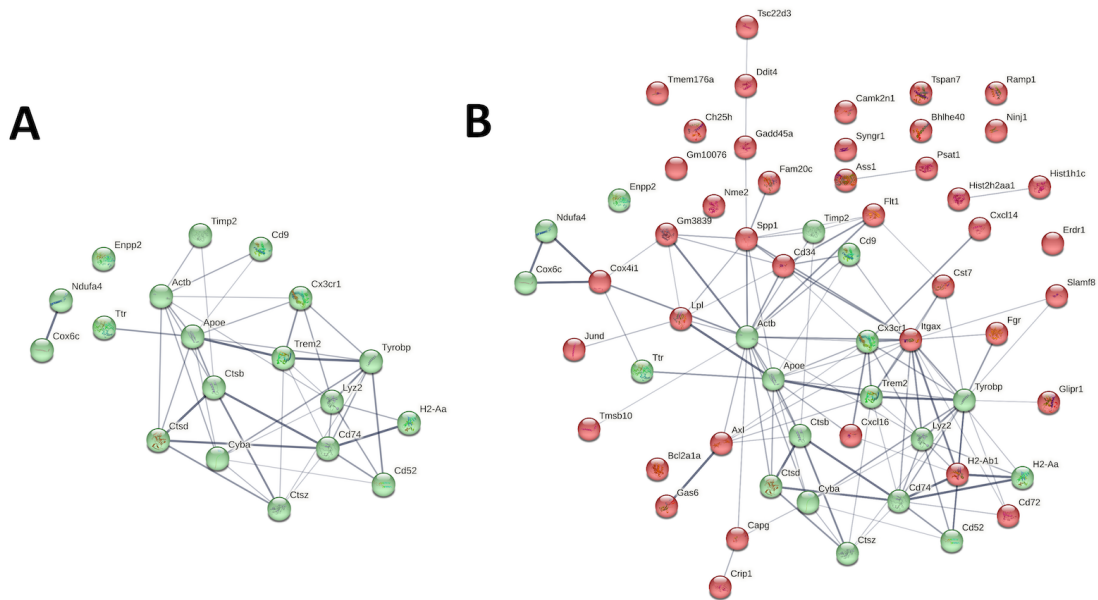 A
Timp2
Cd9
Enpp2
Actb
Cx3cr1
Ndufa4
Ttr
Apoe
Trem2
Tyrobp
Cox6c
Ctsb
Lyz2
H2-Aa
Ctsd
Cyba
Cd74
Cd52
Ctsz
B
Tsc22d3
Tmem176a
Ddit4
Tspan7
Ramp1
Camk2n1
Ch25h
Bhlhe40
Ninj1
Gadd45a
Syngr1
Gm10076
Fam20c
Ass1
Psat1
Hist1h1c
Enpp2
Nme2
Hist2h2aa1
Ndufa4
Gm3839
Spp1
Timp2
Flt1
Cxcl14
Erdr1
Cd34
Cd9
Cox6c
Cox4i1
Cst7
Slamf8
Lpl
Jund
Actb
Cx3cr1
Itgax
Fgr
Ttr
Apoe
Trem2
Tyrobp
Glipr1
Tmsb10
Axl
Ctsb
Cxcl16
Lyz2
Bcl2a1a
H2-Ab1
H2-Aa
Gas6
Ctsd
Cyba
Cd74
Cd72
Capg
Ctsz
Cd52
Crip1